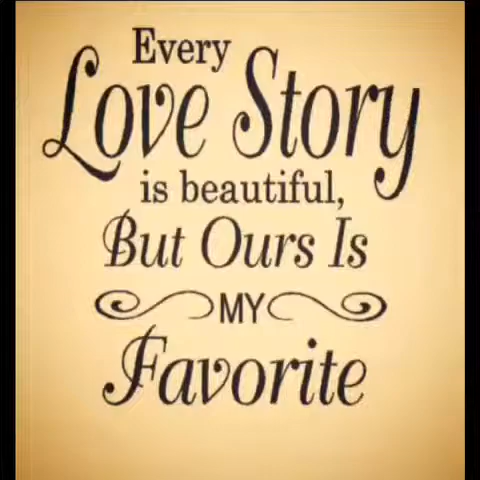 Every
Love Story
is beautiful,
But Ours Is
MY
Favorite